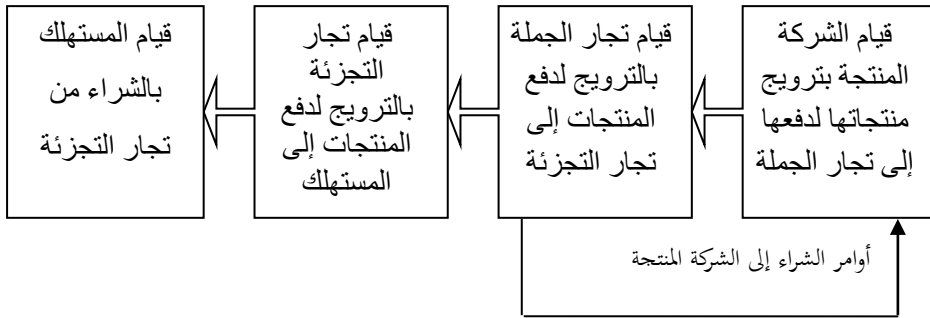 قيام الشركة
المنتجة بترويج
منتجاتها لدفعها
إلى تجار الجملة
قيام تجار الجملة
بالترويج لدفع
المنتجات إلى
تجار التجزئة
قيام تجار
التجزئة
بالترويج لدفع
المنتجات إلى
المستهلك
قيام المستهلك
بالشراء من
تجار التجزئة
أوامر الشراء إلى الشركة المنتجة